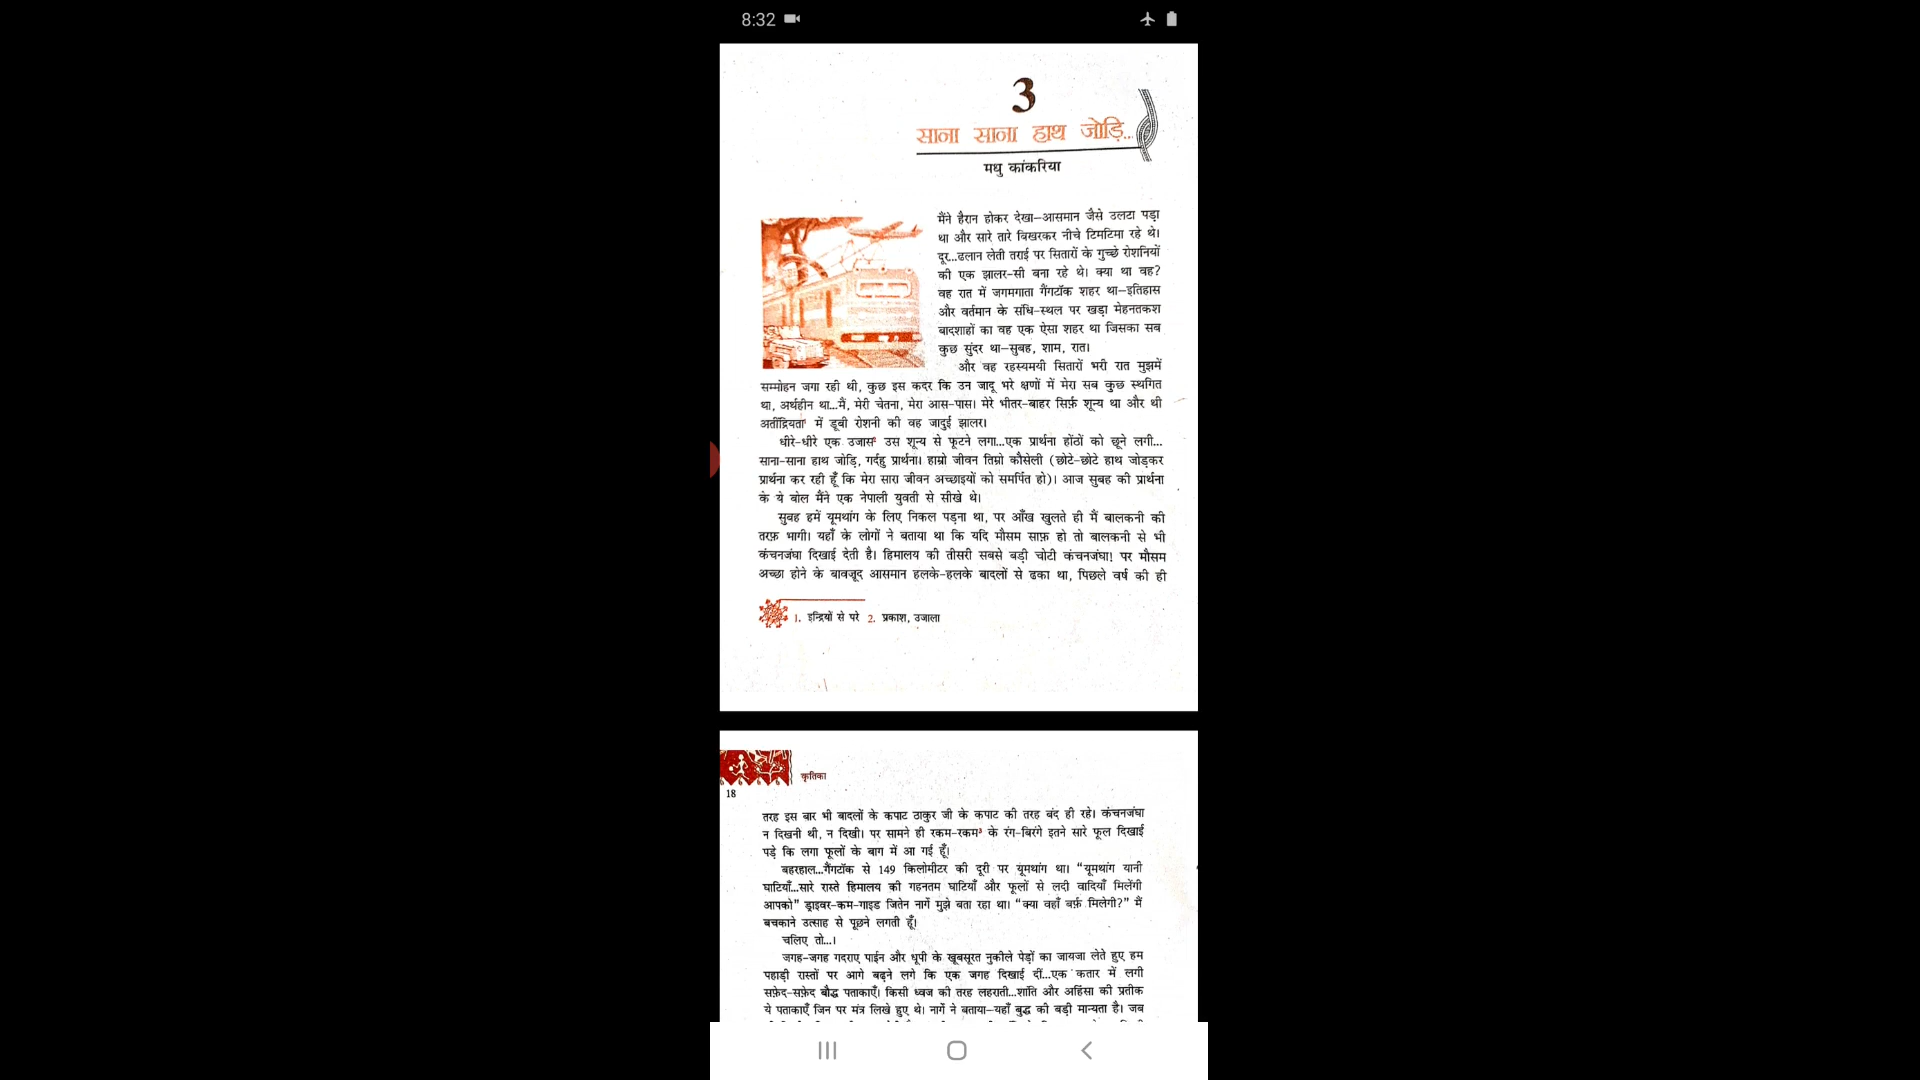 8:32
3
साना साना हाथ जोड़ि...
मधु कांकरिया
मैंने हैरान होकर देखा—आसमान जैसे उलटा पड़ा
था और सारे तारे बिखरकर नीचे टिमटिमा रहे थे।
दूर...ढलान लेती तराई पर सितारों के गुच्छे रोशनियों
की एक झालर-सी बना रहे थे। क्या था वह?
वह रात में जगमगाता गैंगटॉक शहर था—इतिहास
और वर्तमान के संधि-स्थल पर खड़ा मेहनतकश
बादशाहों का वह एक ऐसा शहर था जिसका सब
कुछ सुंदर था—सुबह, शाम, रात।
और वह रहस्यमयी सितारों भरी रात मुझमें
सम्मोहन जगा रही थी, कुछ इस कदर कि उन जादू भरे क्षणों में मेरा सब कुछ स्थगित
था, अर्थहीन था...मैं, मेरी चेतना, मेरा आस-पास। मेरे भीतर-बाहर सिर्फ़ शून्य था और थी
अतींद्रियता¹ में डूबी रोशनी की वह जादुई झालर।
धीरे-धीरे एक उजास² उस शून्य से फूटने लगा...एक प्रार्थना होंठों को छूने लगी...
साना-साना हाथ जोड़ि, गर्दहु प्रार्थना। हाम्रो जीवन तिम्रो कौसेली (छोटे-छोटे हाथ जोड़कर
प्रार्थना कर रही हूँ कि मेरा सारा जीवन अच्छाइयों को समर्पित हो)। आज सुबह की प्रार्थना
के ये बोल मैंने एक नेपाली युवती से सीखे थे।
सुबह हमें यूमथांग के लिए निकल पड़ना था, पर आँख खुलते ही मैं बालकनी की
तरफ़ भागी। यहाँ के लोगों ने बताया था कि यदि मौसम साफ़ हो तो बालकनी से भी
कंचनजंघा दिखाई देती है। हिमालय की तीसरी सबसे बड़ी चोटी कंचनजंघा! पर मौसम
अच्छा होने के बावजूद आसमान हलके-हलके बादलों से ढका था, पिछले वर्ष की ही
1. इन्द्रियों से परे 2. प्रकाश, उजाला
कृतिका
18
तरह इस बार भी बादलों के कपाट ठाकुर जी के कपाट की तरह बंद ही रहे। कंचनजंघा
न दिखनी थी, न दिखी। पर सामने ही रकम-रकम³ के रंग-बिरंगे इतने सारे फूल दिखाई
पड़े कि लगा फूलों के बाग में आ गई हूँ।
बहरहाल...गैंगटॉक से 149 किलोमीटर की दूरी पर यूमथांग था। “यूमथांग यानी
घाटियाँ...सारे रास्ते हिमालय की गहनतम घाटियाँ और फूलों से लदी वादियाँ मिलेंगी
आपको” ड्राइवर-कम-गाइड जितेन नार्गे मुझे बता रहा था। “क्या वहाँ बर्फ़ मिलेगी?” मैं
बचकाने उत्साह से पूछने लगती हूँ।
चलिए तो...।
जगह-जगह गदराए पाईन और धूपी के खूबसूरत नुकीले पेड़ों का जायजा लेते हुए हम
पहाड़ी रास्तों पर आगे बढ़ने लगे कि एक जगह दिखाई दीं...एक कतार में लगी
सफ़ेद-सफ़ेद बौद्ध पताकाएँ। किसी ध्वज की तरह लहराती...शांति और अहिंसा की प्रतीक
ये पताकाएँ जिन पर मंत्र लिखे हुए थे। नार्गे ने बताया—यहाँ बुद्ध की बड़ी मान्यता है। जब